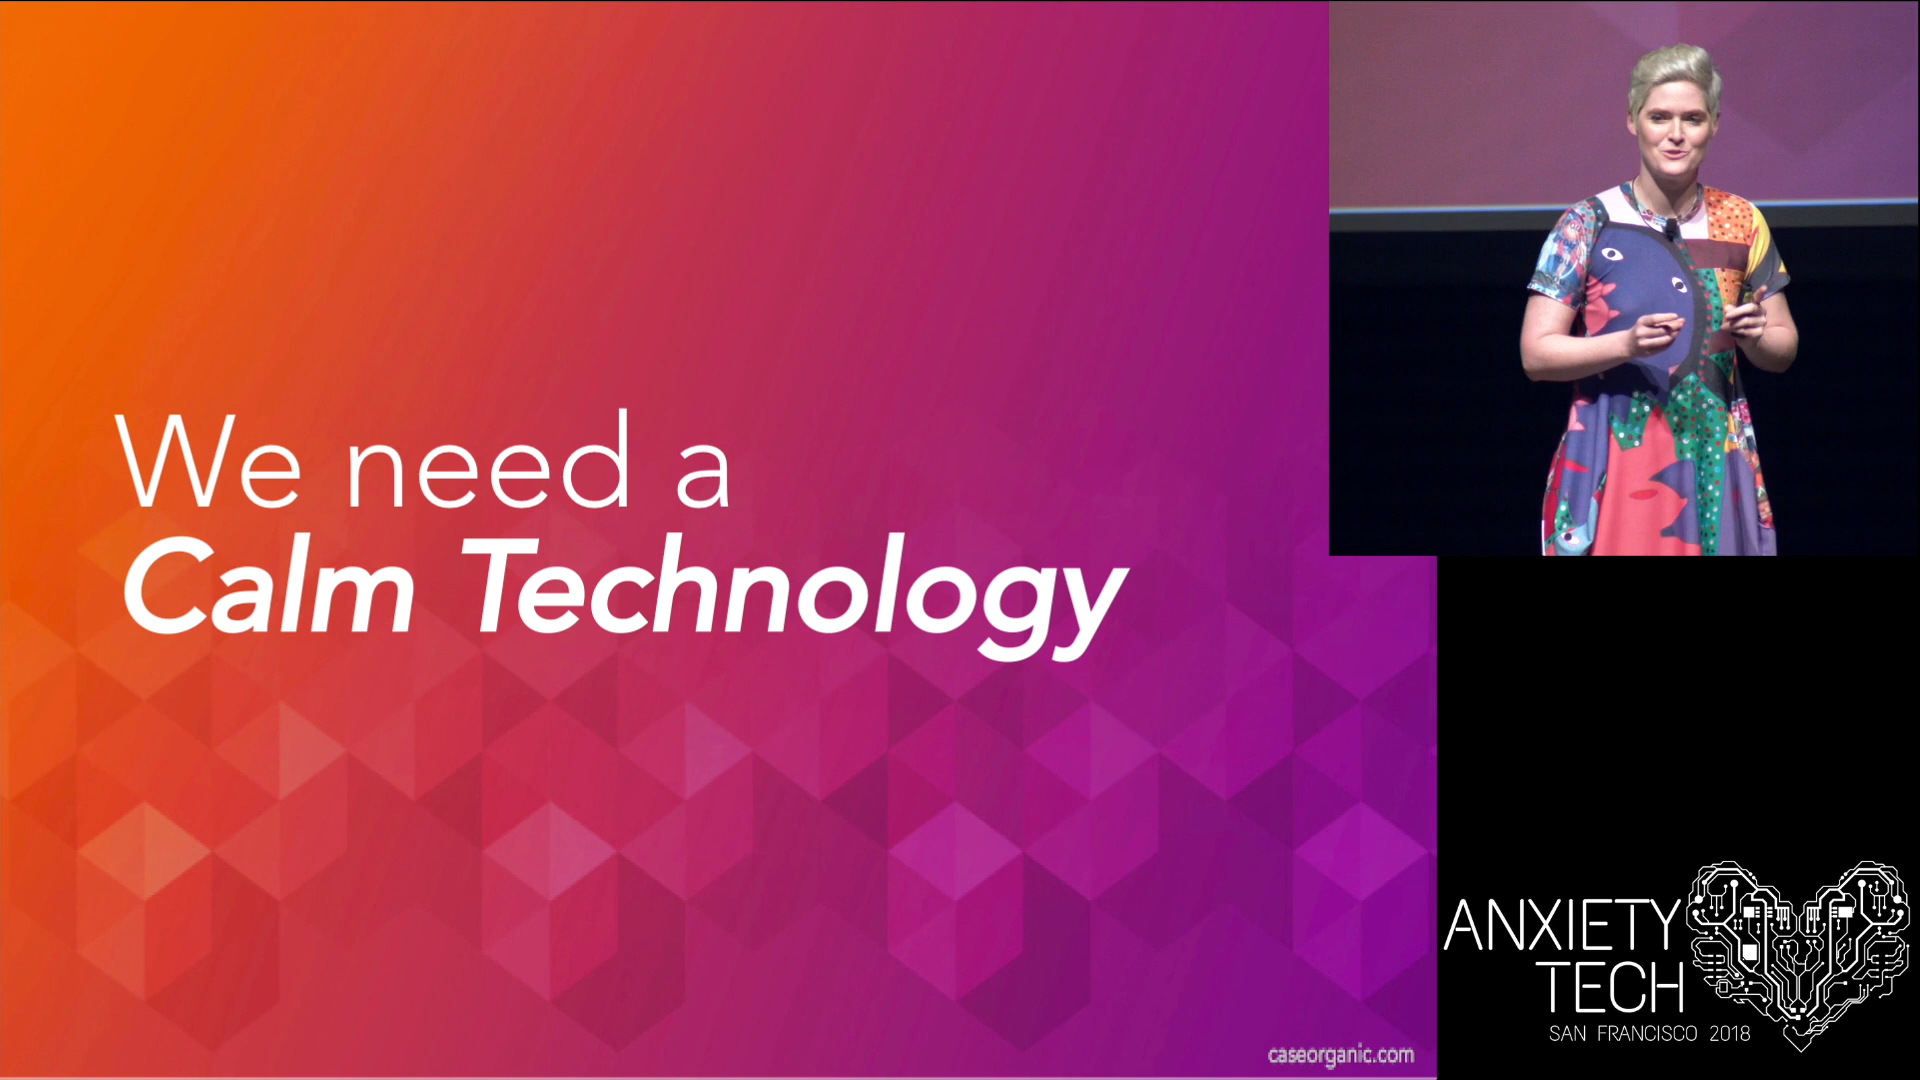 We need a
Calm Technology
caseorganic.com
ANXIETY
TECH
SAN FRANCISCO 2018